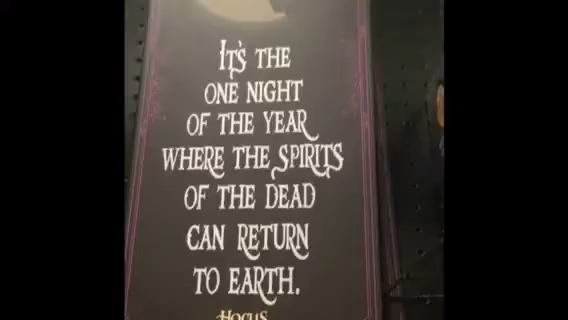 IT'S THE
ONE NIGHT
OF THE YEAR
WHERE THE SPIRITS
OF THE DEAD
CAN RETURN
TO EARTH.
HOCUS